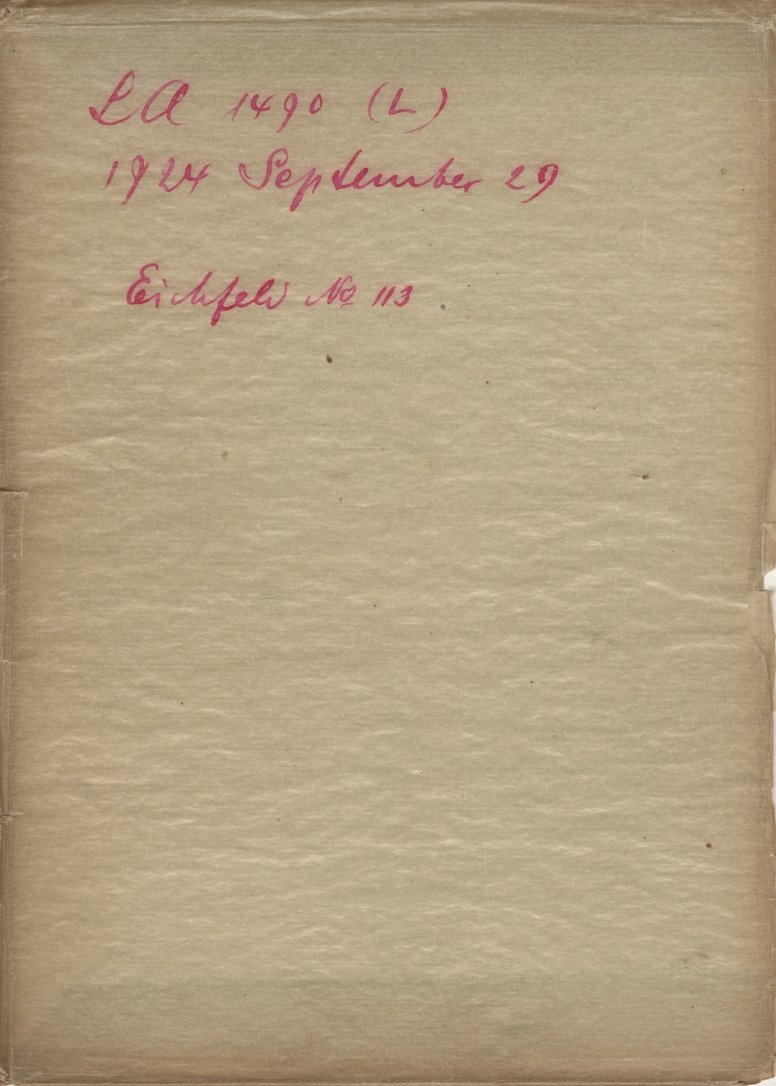 LA 1490 (L)
1924 September 29
Eichfeld No 113